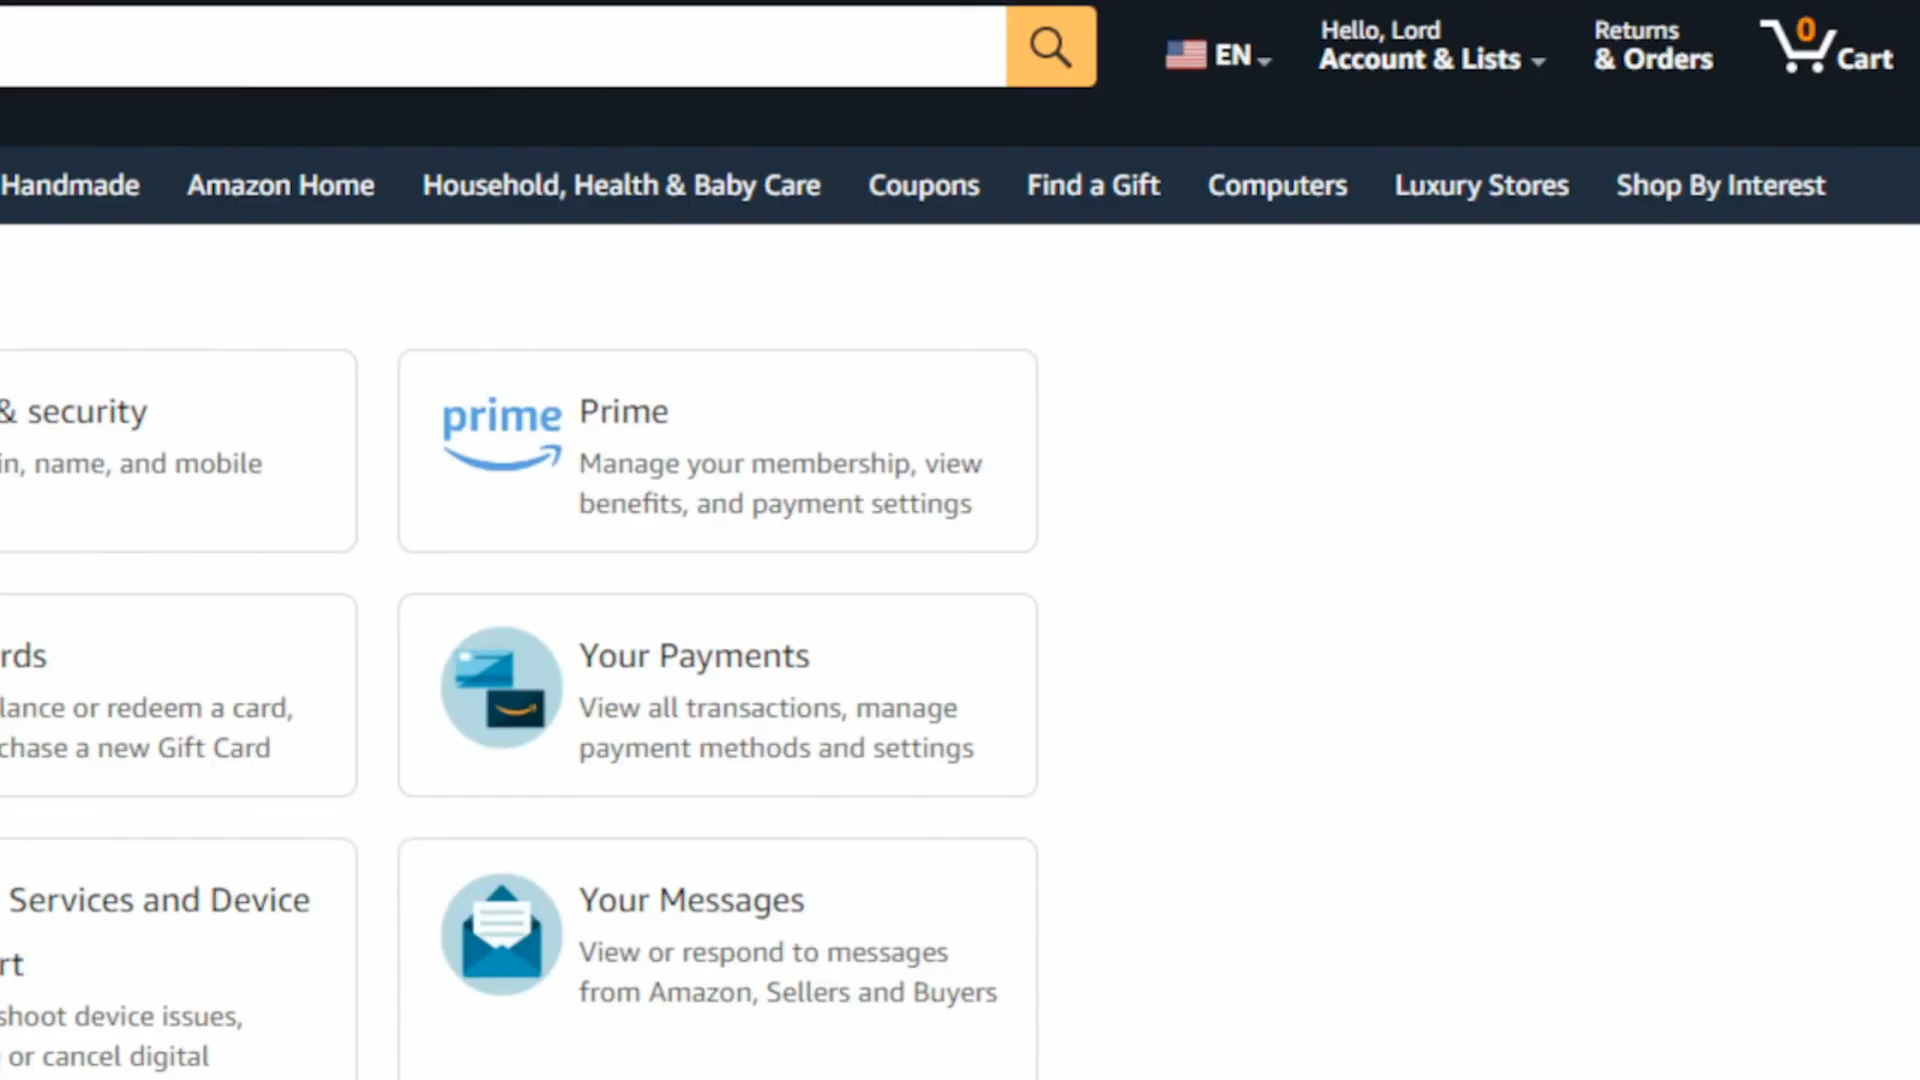 EN
Hello, Lord
Account & Lists
Returns
& Orders
0
Cart
Handmade
Amazon Home
Household, Health & Baby Care
Coupons
Find a Gift
Computers
Luxury Stores
Shop By Interest
& security
in, name, and mobile
prime
Prime
Manage your membership, view
benefits, and payment settings
rds
lance or redeem a card,
chase a new Gift Card
Your Payments
View all transactions, manage
payment methods and settings
Services and Device
rt
shoot device issues,
or cancel digital
Your Messages
View or respond to messages
from Amazon, Sellers and Buyers